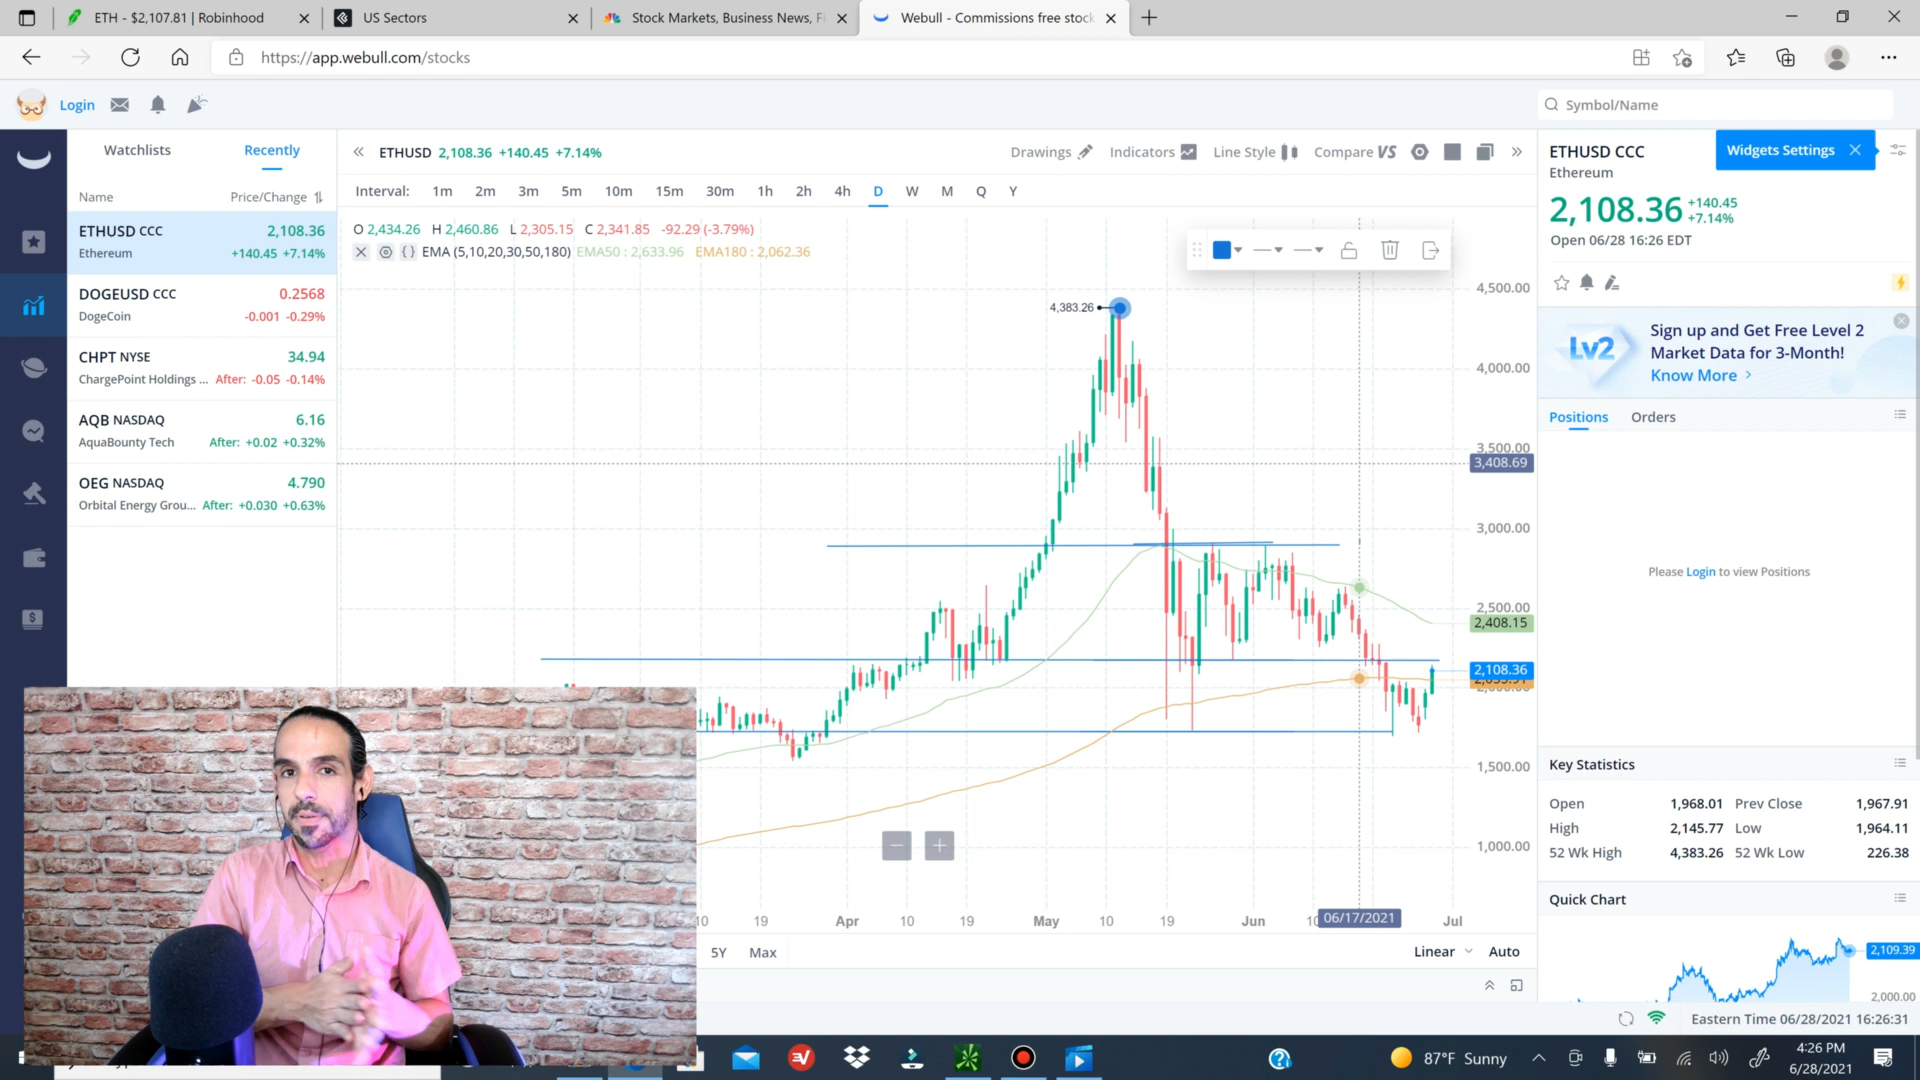 ETH - $2,107.81 | Robinhood
US Sectors
Stock Markets, Business News, Fi
Webull - Commissions free stock
https://app.webull.com/stocks
Login
Symbol/Name
Watchlists
Recently
Name
Price/Change
ETHUSD CCC 2,108.36
Ethereum +140.45 +7.14%
DOGEUSD CCC 0.2568
DogeCoin -0.001 -0.29%
CHPT NYSE 34.94
ChargePoint Holdings ... After: -0.05 -0.14%
AQB NASDAQ 6.16
AquaBounty Tech After: +0.02 +0.32%
OEG NASDAQ 4.790
Orbital Energy Grou... After: +0.030 +0.63%
ETHUSD 2,108.36 +140.45 +7.14%
Drawings
Indicators
Line Style
Compare VS
Interval: 1m 2m 3m 5m 10m 15m 30m 1h 2h 4h D W M Q Y
O 2,434.26 H 2,460.86 L 2,305.15 C 2,341.85 -92.29 (-3.79%)
EMA (5,10,20,30,50,180) EMA50 : 2,633.96 EMA180 : 2,062.36
4,383.26
4,500.00
4,000.00
3,500.00
3,408.69
3,000.00
2,500.00
2,408.15
2,108.36
1,500.00
1,000.00
19 Apr 10 19 May 10 19 Jun 06/17/2021 Jul
5Y Max
Linear Auto
ETHUSD CCC
Ethereum
Widgets Settings
2,108.36 +140.45
+7.14%
Open 06/28 16:26 EDT
Lv2
Sign up and Get Free Level 2
Market Data for 3-Month!
Know More >
Positions Orders
Please Login to view Positions
Key Statistics
Open 1,968.01 Prev Close 1,967.91
High 2,145.77 Low 1,964.11
52 Wk High 4,383.26 52 Wk Low 226.38
Quick Chart
2,109.39
2,000.00
Eastern Time 06/28/2021 16:26:31
87°F Sunny
4:26 PM
6/28/2021